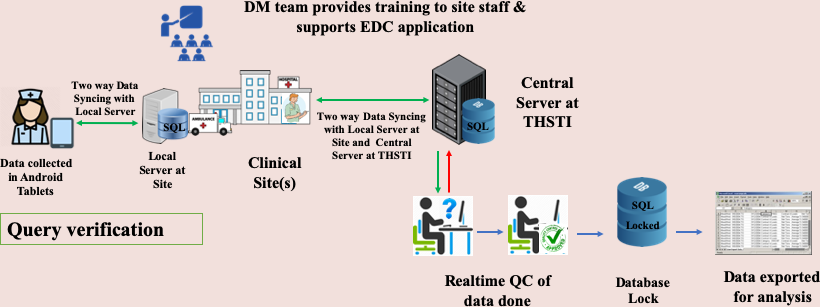 DM team provides training to site staff &
supports EDC application
Two way Data
Syncing with
Local Server
SQL
AMBULANCE
HOSPITAL
Data collected
in Android
Tablets
Local
Server at
Site
Clinical
Site(s)
Two way Data Syncing
with Local Server at
Site and Central
Server at THSTI
SQL
Central
Server at
THSTI
Query verification
?
APPROVED
Realtime QC of
data done
DB
SQL
Locked
Database
Lock
Data exported
for analysis